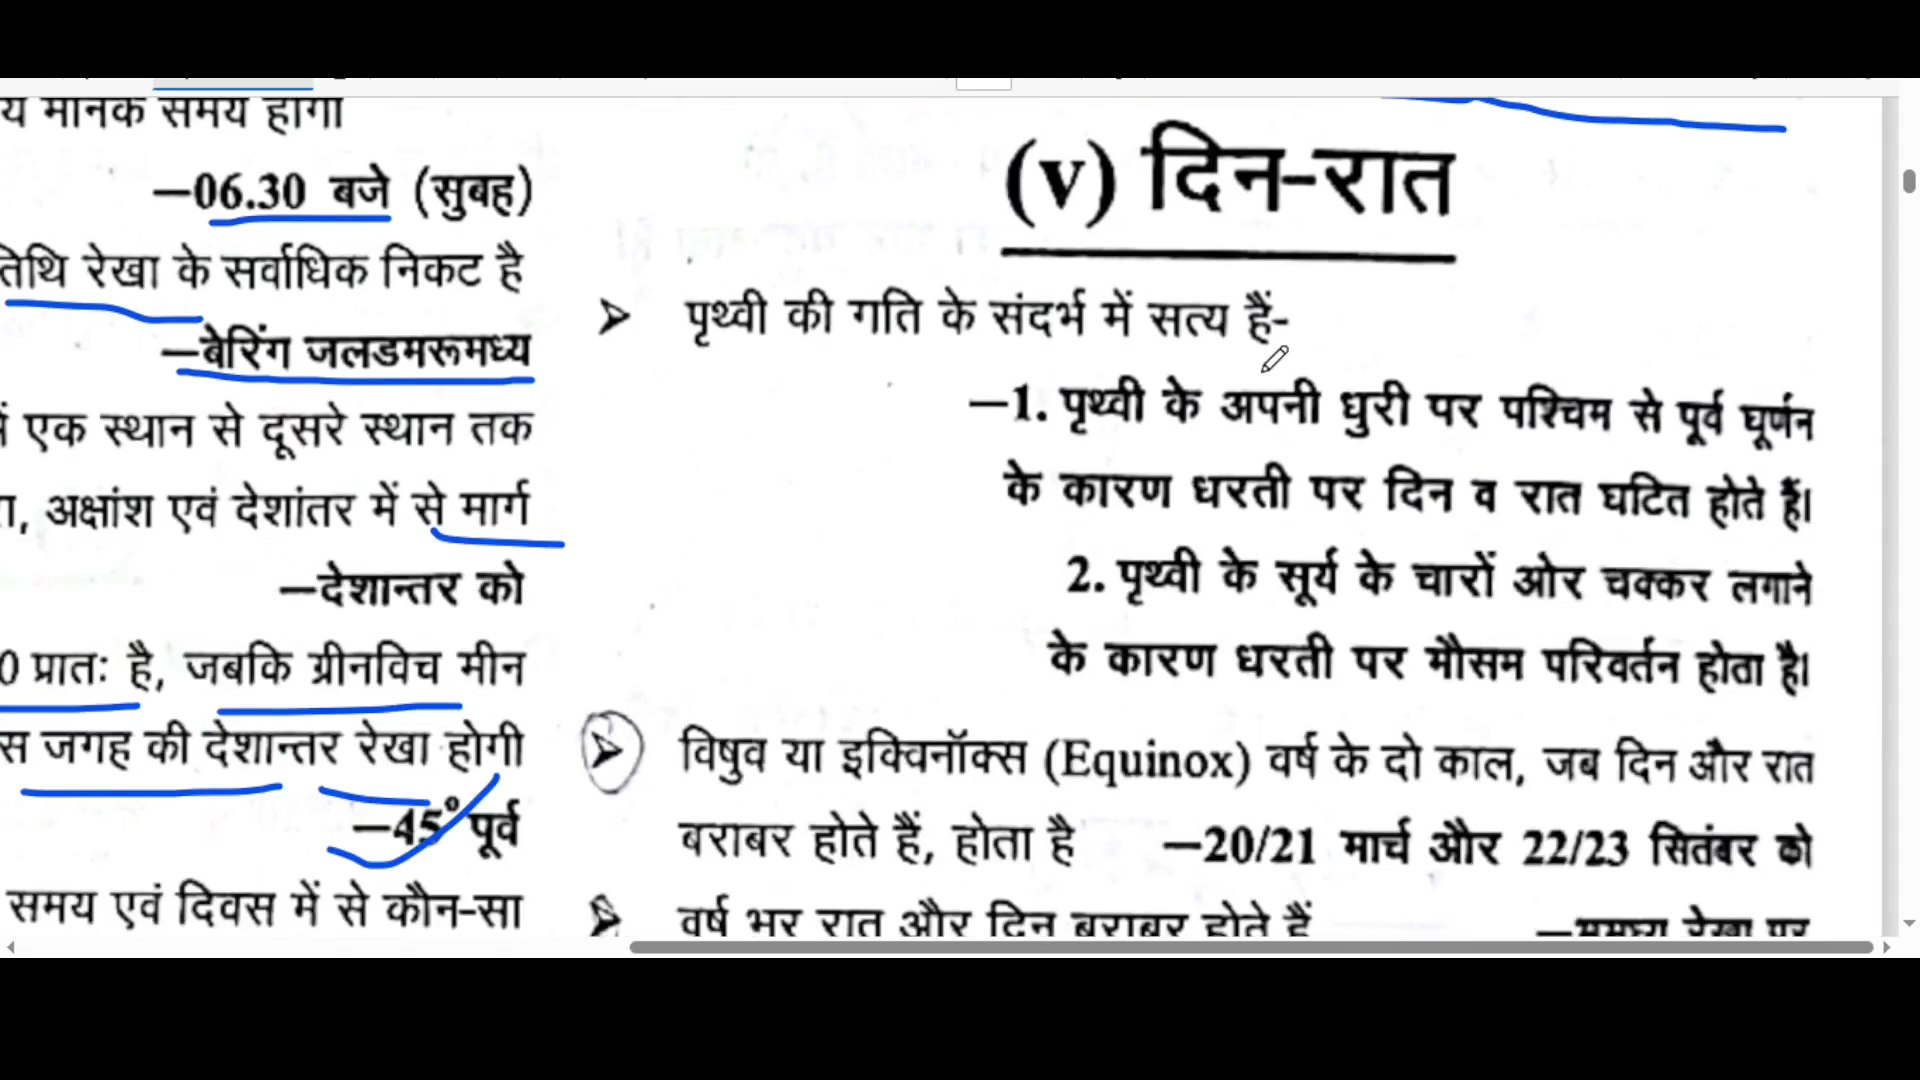 य मानक समय होगा
—06.30 बजे (सुबह)
तिथि रेखा के सर्वाधिक निकट है
—बेरिंग जलडमरूमध्य
में एक स्थान से दूसरे स्थान तक
अक्षांश एवं देशांतर में से मार्ग
—देशान्तर को
0 प्रातः है, जबकि ग्रीनविच मीन
स जगह की देशान्तर रेखा होगी
—45° पूर्व
समय एवं दिवस में से कौन-सा
(v) दिन-रात
➢ पृथ्वी की गति के संदर्भ में सत्य हैं-
—1. पृथ्वी के अपनी धुरी पर पश्चिम से पूर्व घूर्णन
के कारण धरती पर दिन व रात घटित होते हैं।
2. पृथ्वी के सूर्य के चारों ओर चक्कर लगाने
के कारण धरती पर मौसम परिवर्तन होता है।
➢ विषुव या इक्विनॉक्स (Equinox) वर्ष के दो काल, जब दिन और रात
बराबर होते हैं, होता है —20/21 मार्च और 22/23 सितंबर को
➢ वर्ष भर रात और दिन बराबर होते हैं रेखा पर